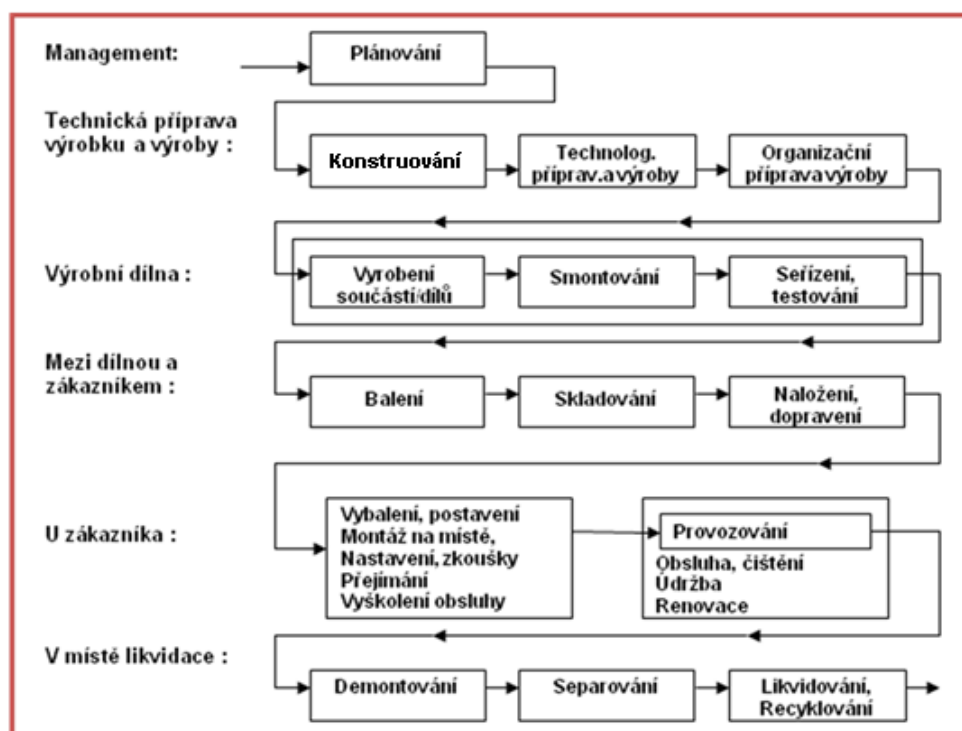 Management:
Plánování
Technická příprava
výrobku a výroby :
Konstruování
Technolog.
příprav.a výroby
Organizační
příprava výroby
Výrobní dílna :
Vyrobení
součástí/dílů
Smontování
Seřízení,
testování
Mezi dílnou a
zákazníkem :
Balení
Skladování
Naložení,
dopravení
U zákazníka :
Vybalení, postavení
Montáž na místě,
Nastavení, zkoušky
Přejímání
Vyškolení obsluhy
Provozování
Obsluha, čištění
Údržba
Renovace
V místě likvidace :
Demontování
Separování
Likvidování,
Recyklování